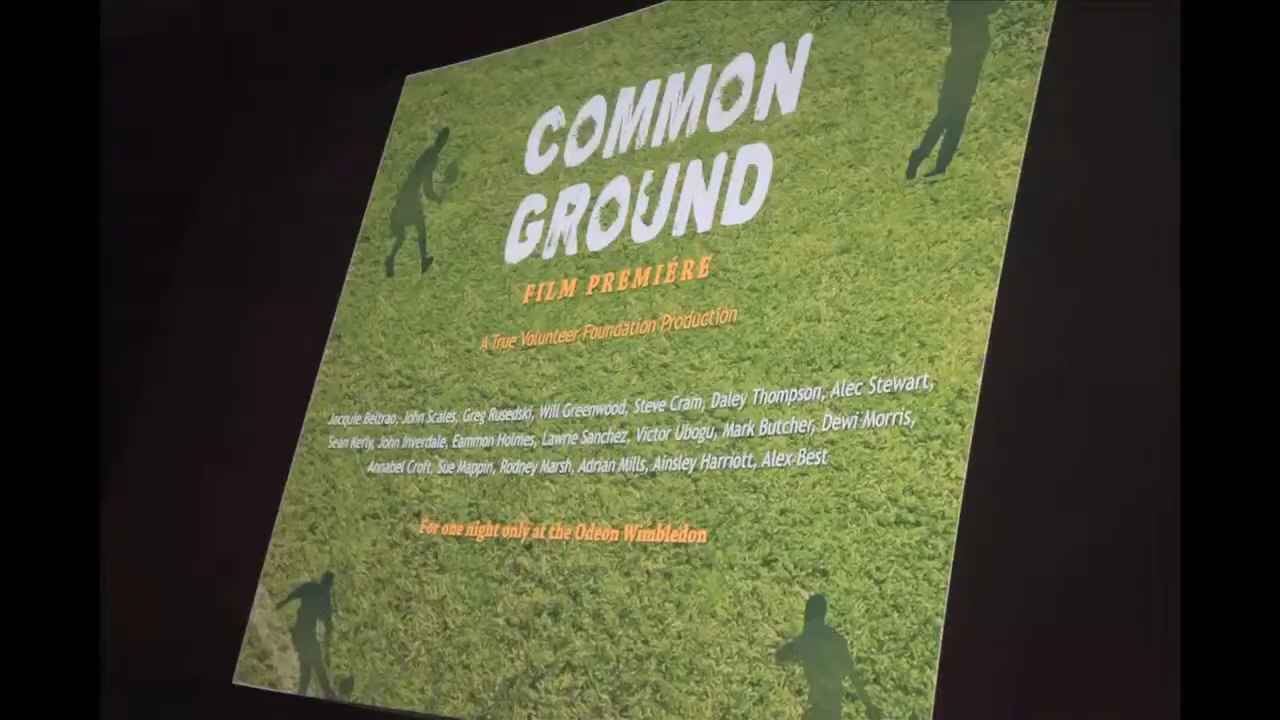 COMMON
GROUND
FILM PREMIÉRE
A True Volunteer Foundation Production
Jacquie Beltrao, John Scales, Greg Rusedski, Will Greenwood, Steve Cram, Daley Thompson, Alec Stewart,
Sean Kerly, John Inverdale, Eammon Holmes, Lawrie Sanchez, Victor Ubogu, Mark Butcher, Dewi Morris,
Annabel Croft, Sue Mappin, Rodney Marsh, Adrian Mills, Ainsley Harriott, Alex Best
For one night only at the Odeon Wimbledon